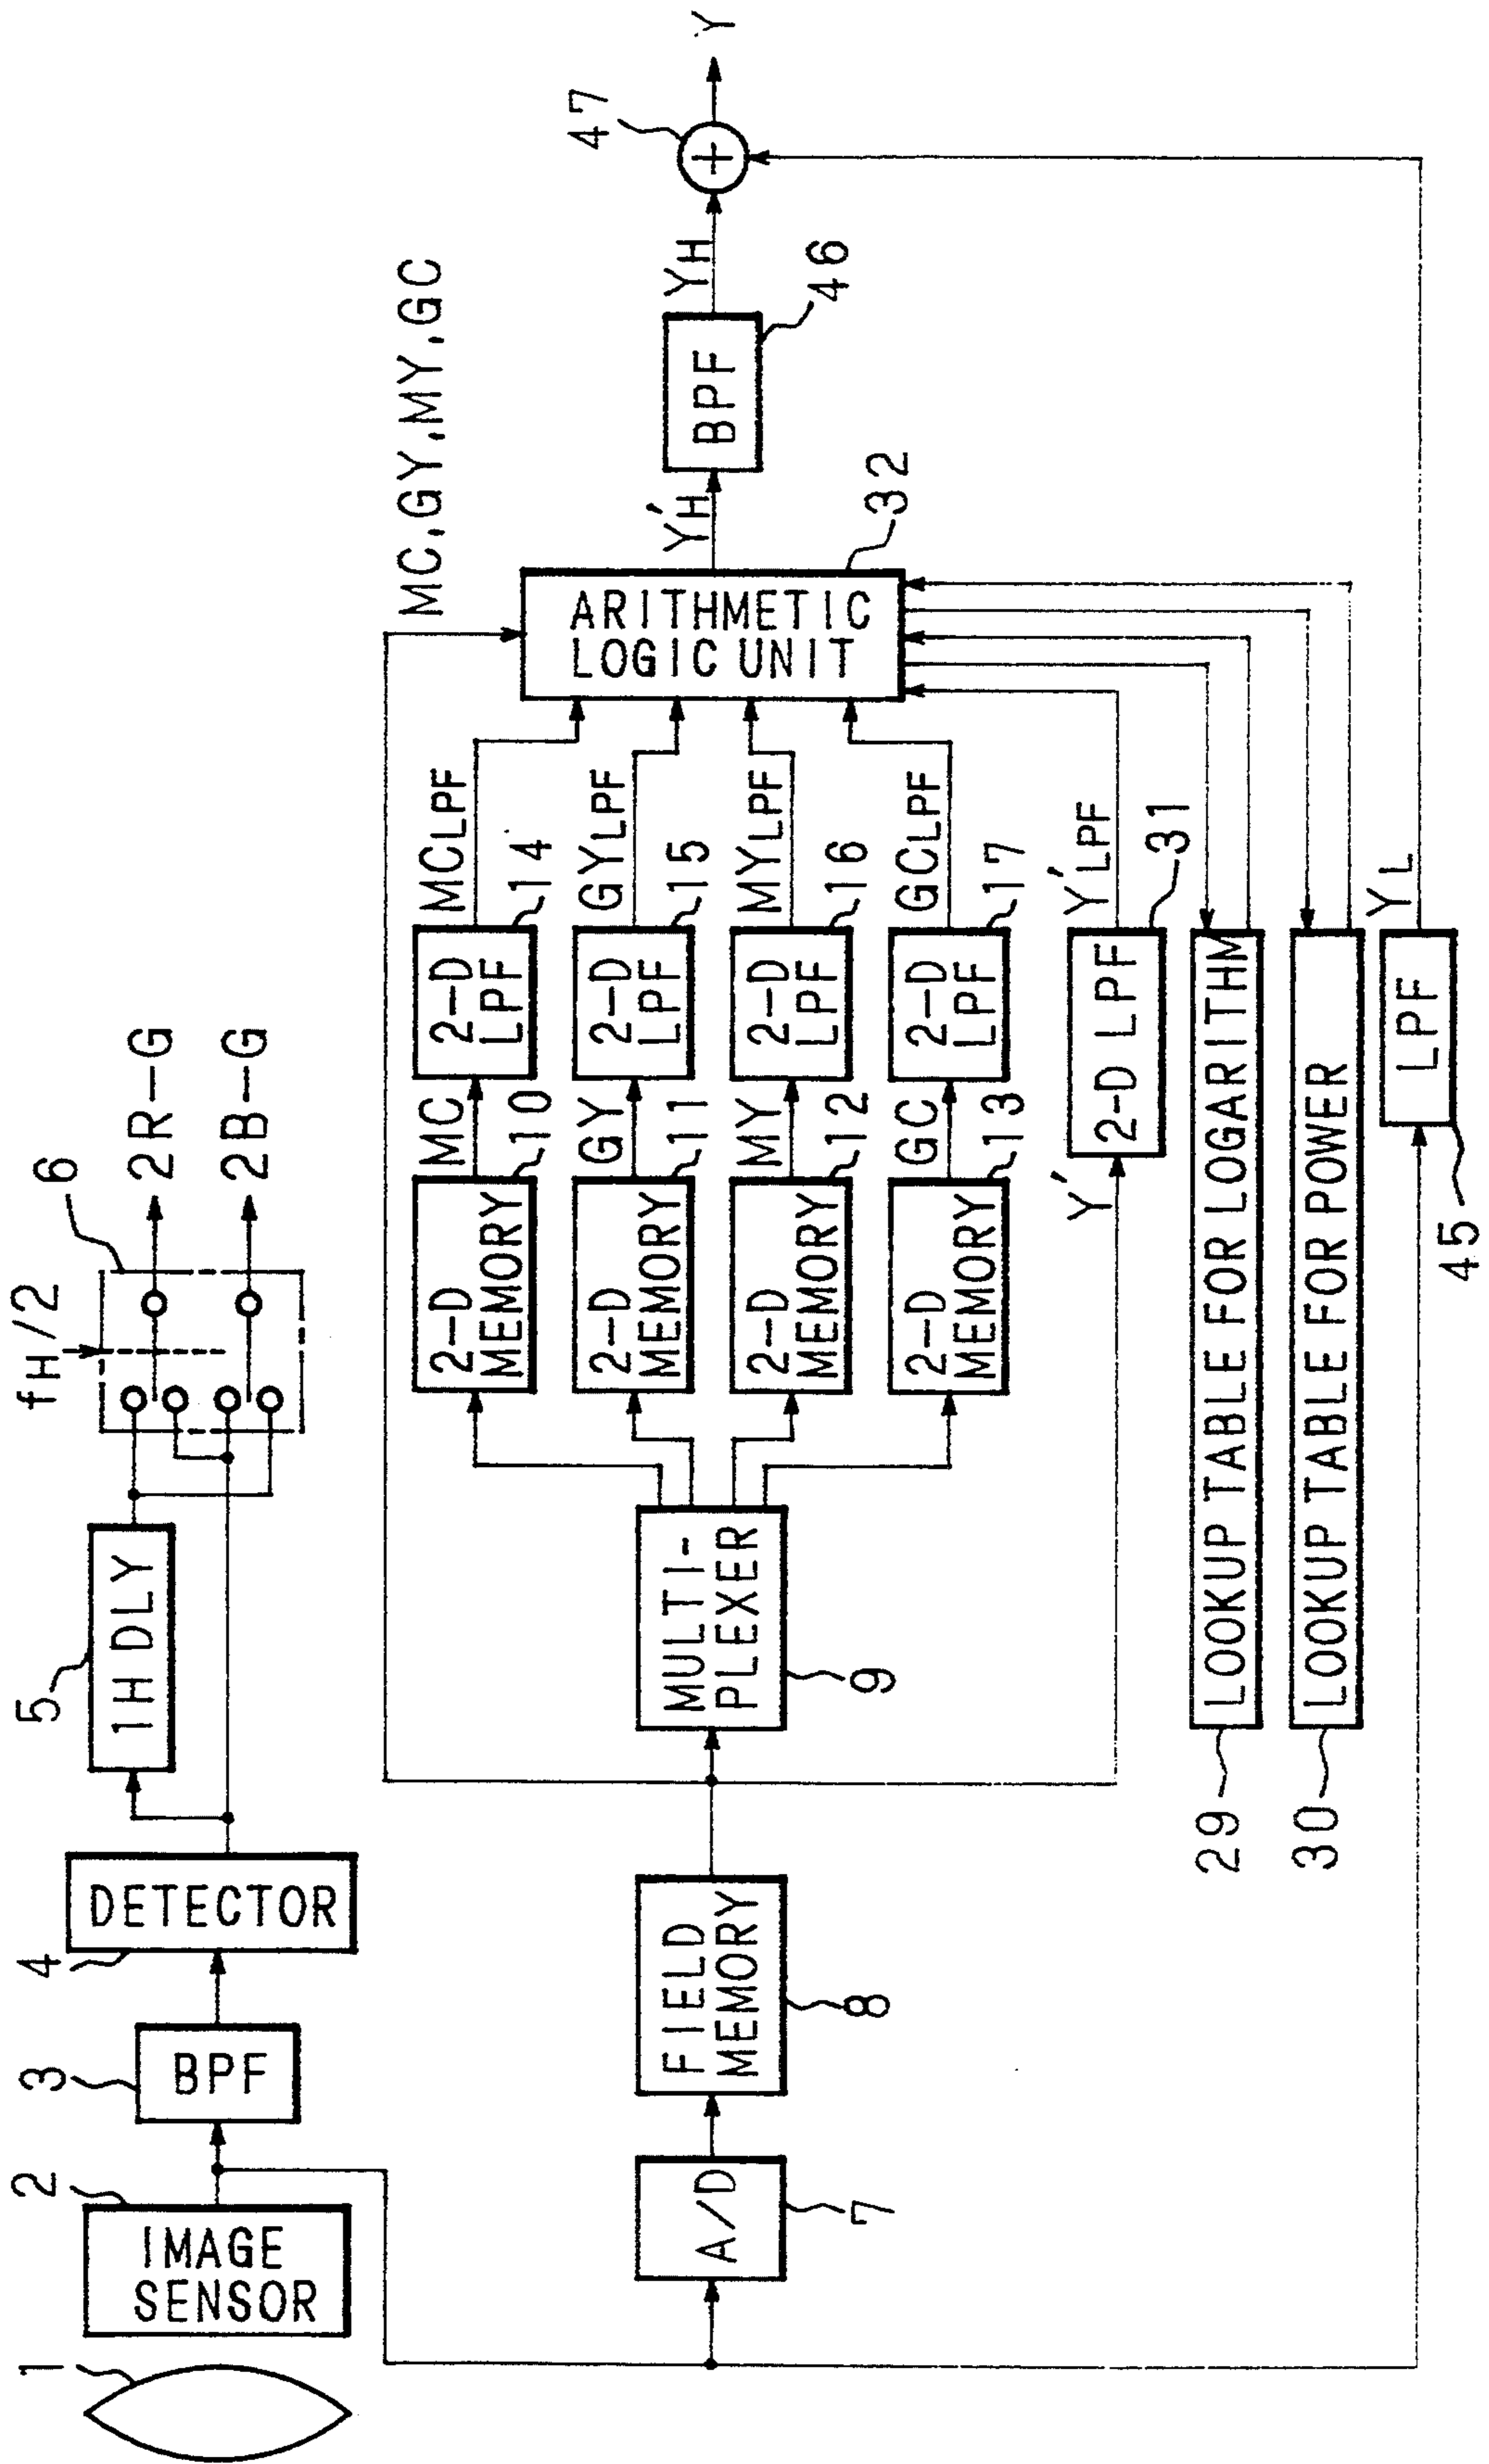 1
2
IMAGE
SENSOR
3
BPF
4
DETECTOR
5
1H DLY
fH/2
6
2R-G
2B-G
A/D
7
FIELD
MEMORY
8
MULTI-
PLEXER
9
2-D
MEMORY
10
MC
2-D
LPF
14
MCLPF
2-D
MEMORY
11
GY
2-D
LPF
15
GYLPF
2-D
MEMORY
12
MY
2-D
LPF
16
MYLPF
2-D
MEMORY
13
GC
2-D
LPF
17
GCLPF
MC,GY,MY,GC
ARITHMETIC
LOGIC UNIT
32
Y'H
BPF
46
YH
47
+
Y
Y'
2-D LPF
31
Y'LPF
29
LOOKUP TABLE FOR LOGARITHM
30
LOOKUP TABLE FOR POWER
LPF
45
YL